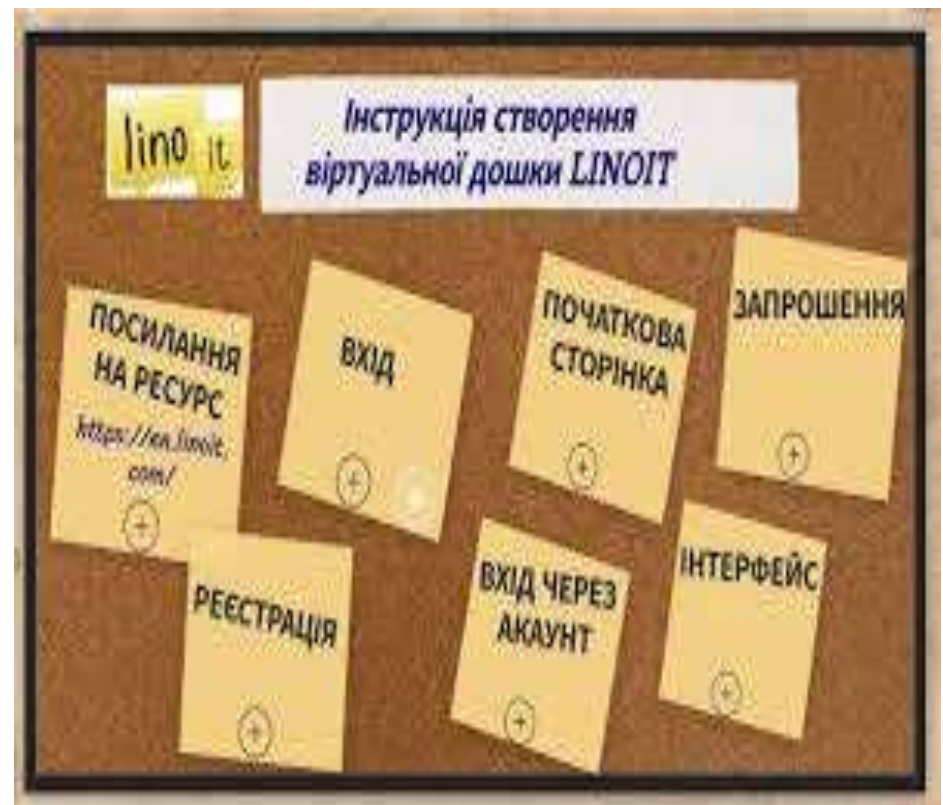 lino it
Інструкція створення
віртуальної дошки LINOIT
ПОСИЛАННЯ
НА РЕСУРС
https://en.linoit.
com/
ВХІД
ПОЧАТКОВА
СТОРІНКА
ЗАПРОШЕННЯ
РЕЄСТРАЦІЯ
ВХІД ЧЕРЕЗ
АКАУНТ
ІНТЕРФЕЙС